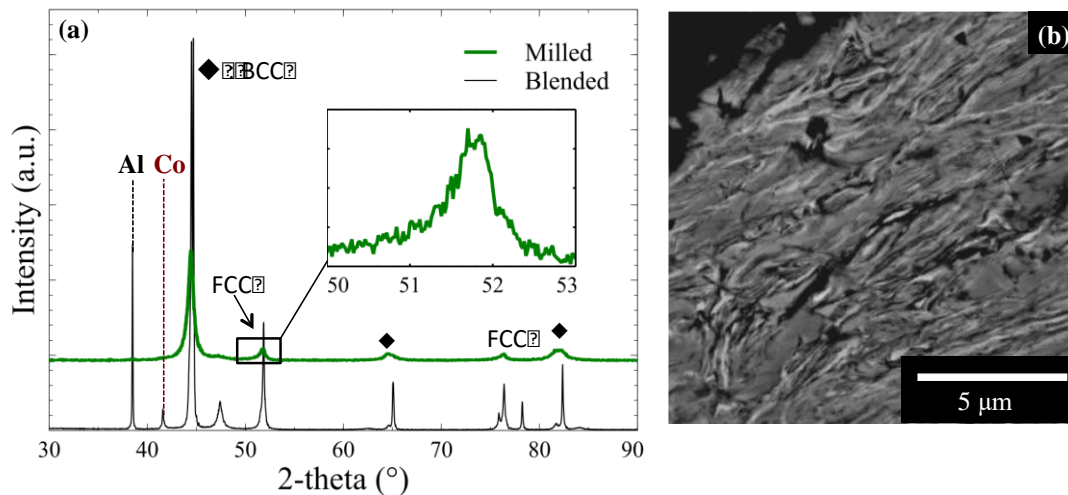 (a)
Milled
Blended
◆ BCC
Al Co
FCC
50 51 52 53
FCC
◆
◆
Intensity (a.u.)
30 40 50 60 70 80 90
2-theta (°)
(b)
5 μm